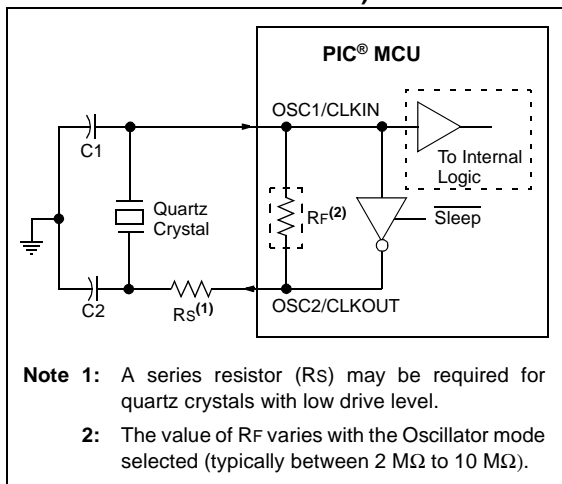 PIC® MCU
OSC1/CLKIN
C1
To Internal
Logic
Quartz
Crystal
RF(2)
Sleep
C2
RS(1)
OSC2/CLKOUT
Note 1: A series resistor (RS) may be required for
quartz crystals with low drive level.
2: The value of RF varies with the Oscillator mode
selected (typically between 2 MΩ to 10 MΩ).